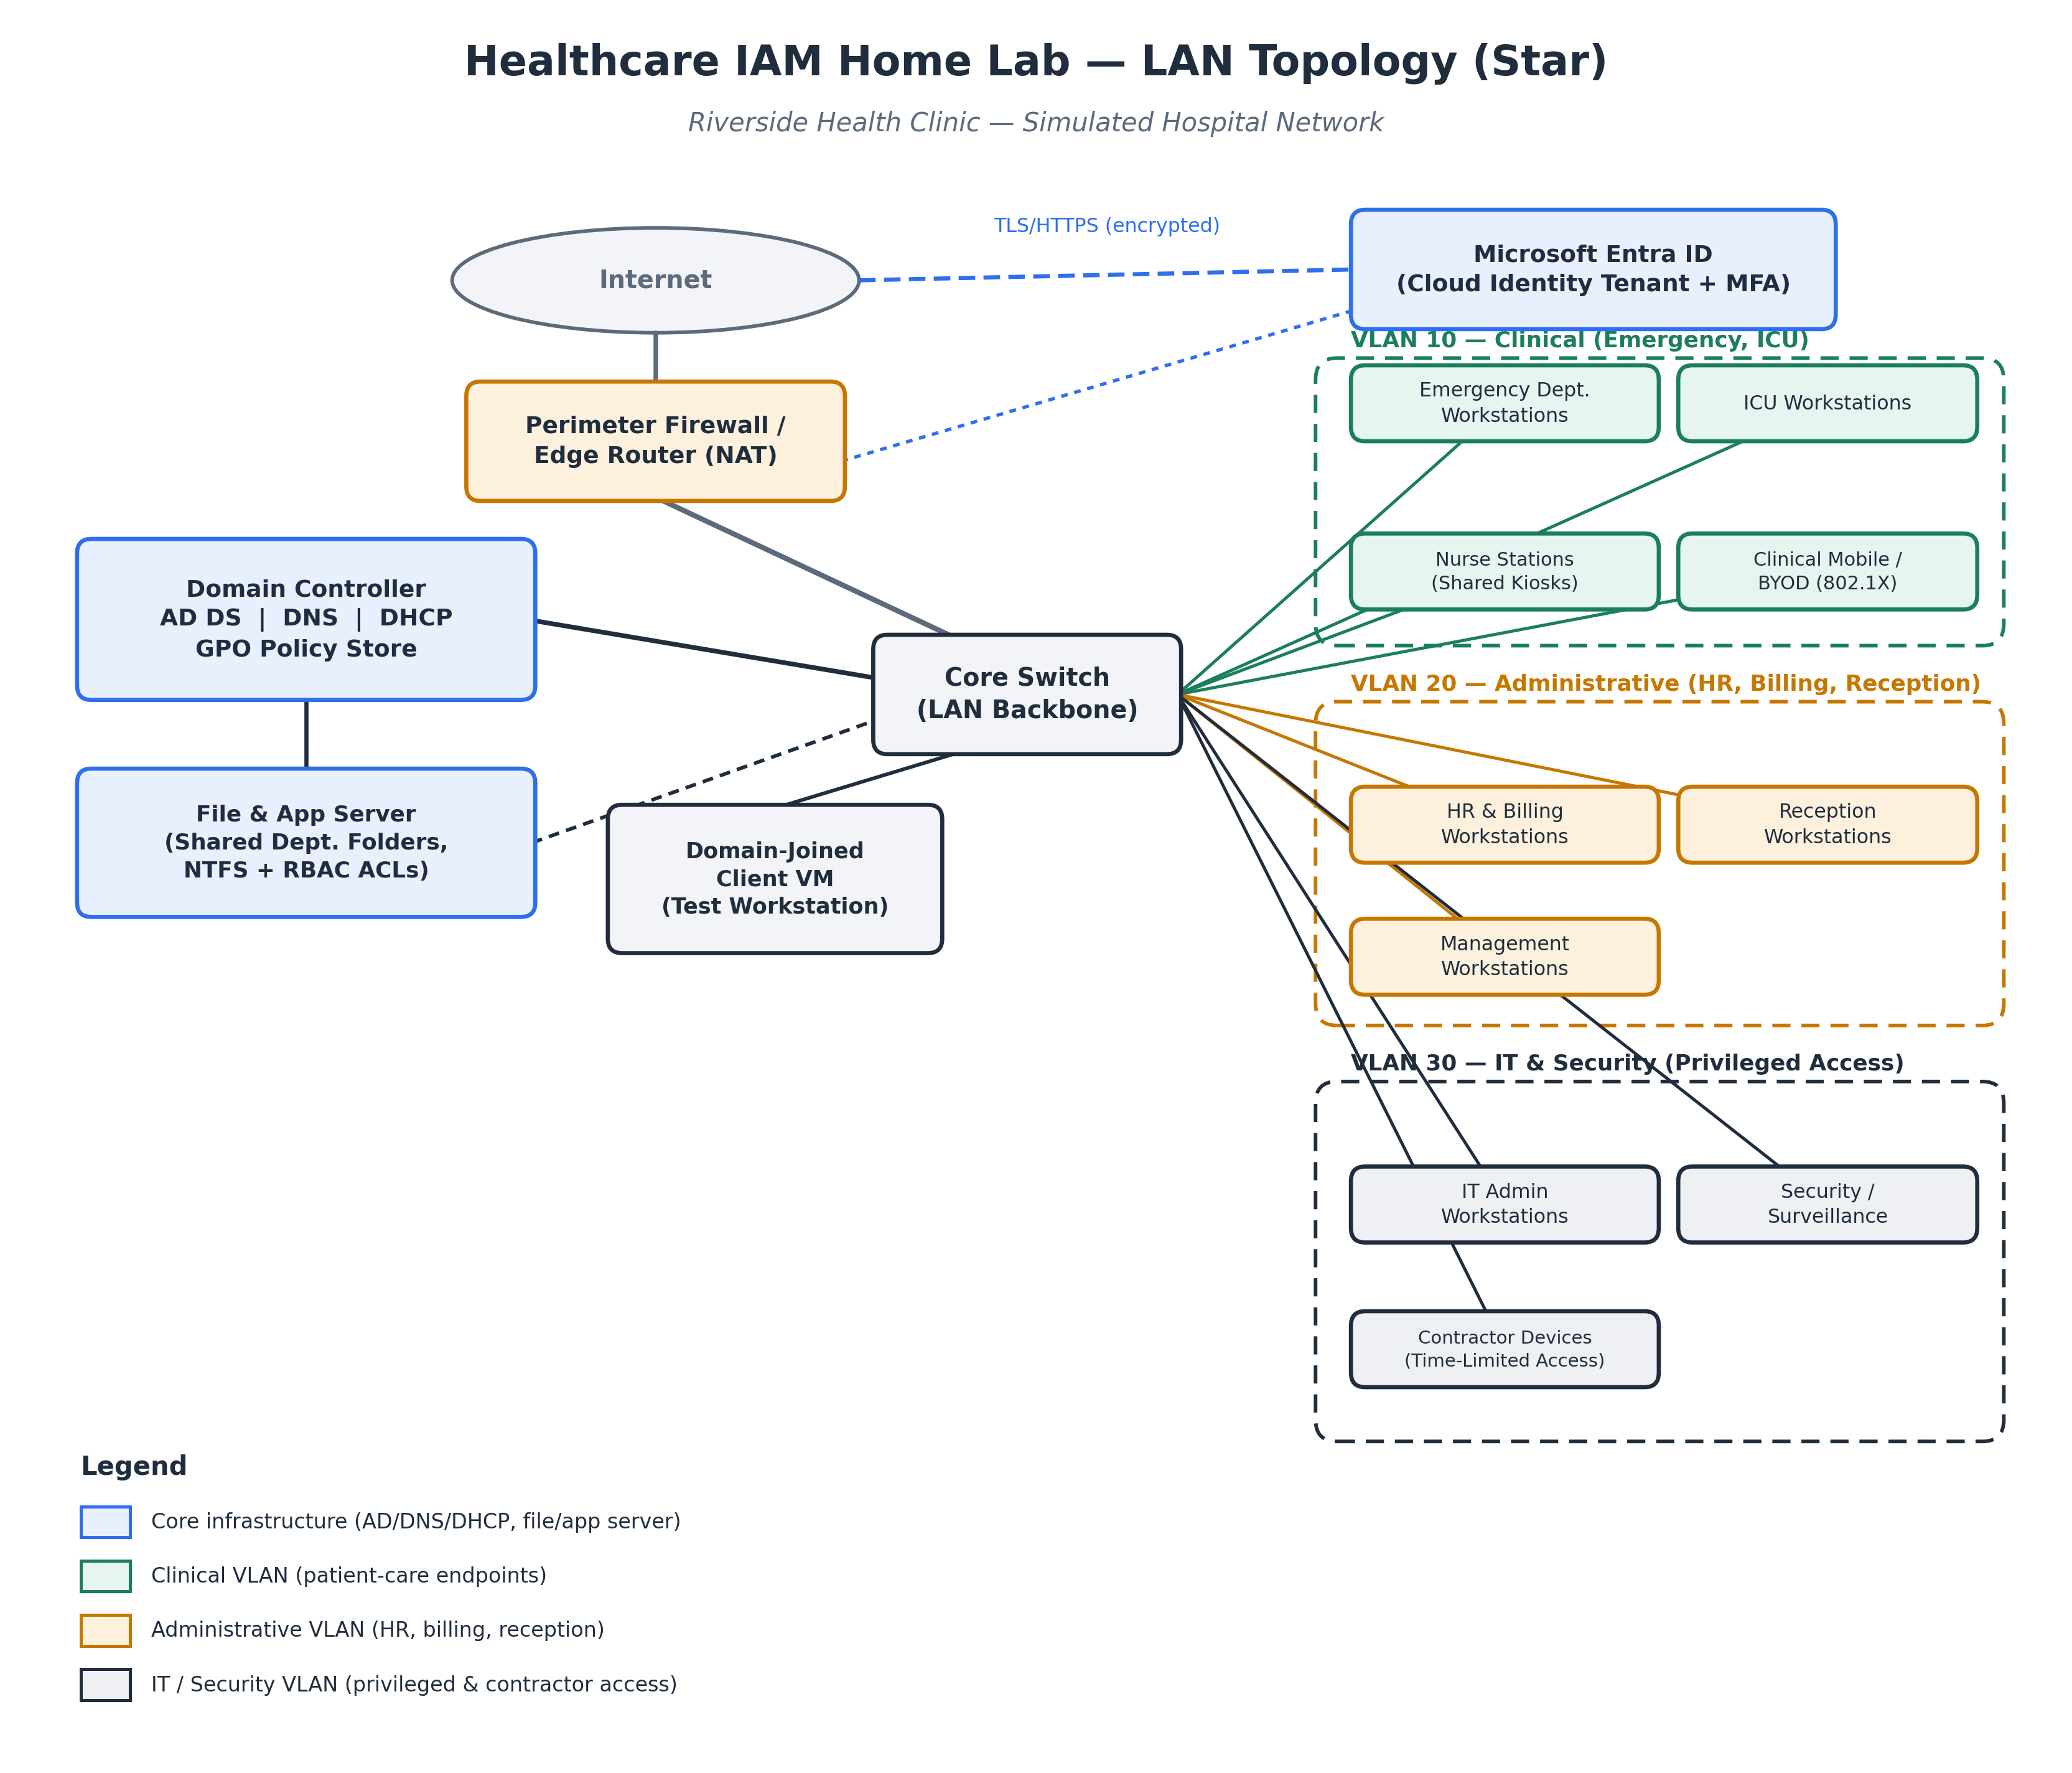 Healthcare IAM Home Lab — LAN Topology (Star)
Riverside Health Clinic — Simulated Hospital Network
TLS/HTTPS (encrypted)
Internet
Microsoft Entra ID
(Cloud Identity Tenant + MFA)
Perimeter Firewall /
Edge Router (NAT)
VLAN 10 — Clinical (Emergency, ICU)
Emergency Dept.
Workstations
ICU Workstations
Nurse Stations
(Shared Kiosks)
Clinical Mobile /
BYOD (802.1X)
Domain Controller
AD DS | DNS | DHCP
GPO Policy Store
Core Switch
(LAN Backbone)
File & App Server
(Shared Dept. Folders,
NTFS + RBAC ACLs)
Domain-Joined
Client VM
(Test Workstation)
VLAN 20 — Administrative (HR, Billing, Reception)
HR & Billing
Workstations
Reception
Workstations
Management
Workstations
VLAN 30 — IT & Security (Privileged Access)
IT Admin
Workstations
Security /
Surveillance
Contractor Devices
(Time-Limited Access)
Legend
Core infrastructure (AD/DNS/DHCP, file/app server)
Clinical VLAN (patient-care endpoints)
Administrative VLAN (HR, billing, reception)
IT / Security VLAN (privileged & contractor access)